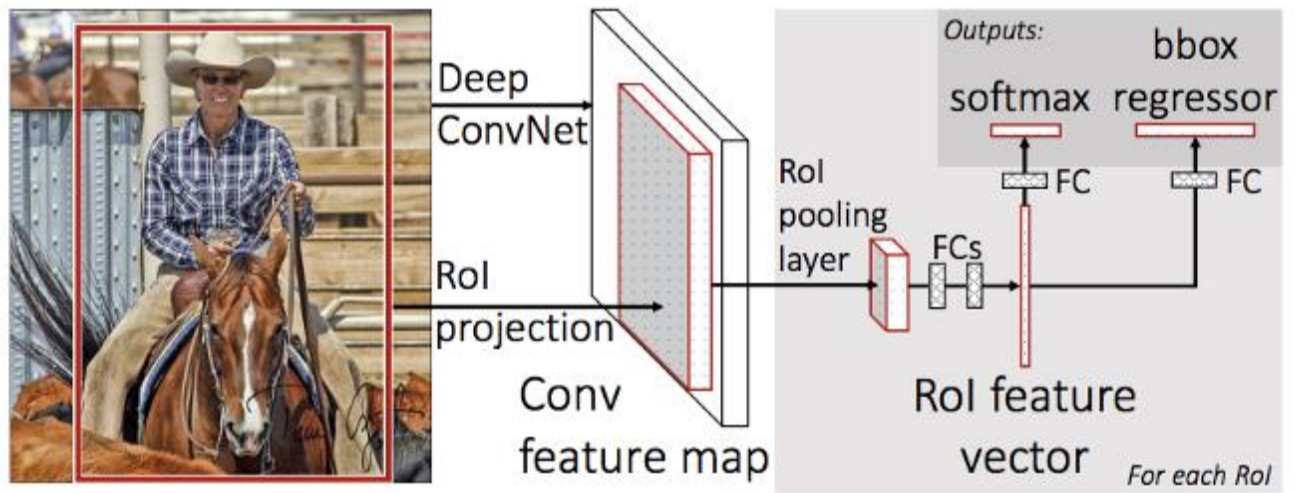 Deep
ConvNet
RoI
projection
Conv
feature map
RoI
pooling
layer
FCs
RoI feature
vector
Outputs:
softmax
bbox
regressor
FC
FC
For each RoI